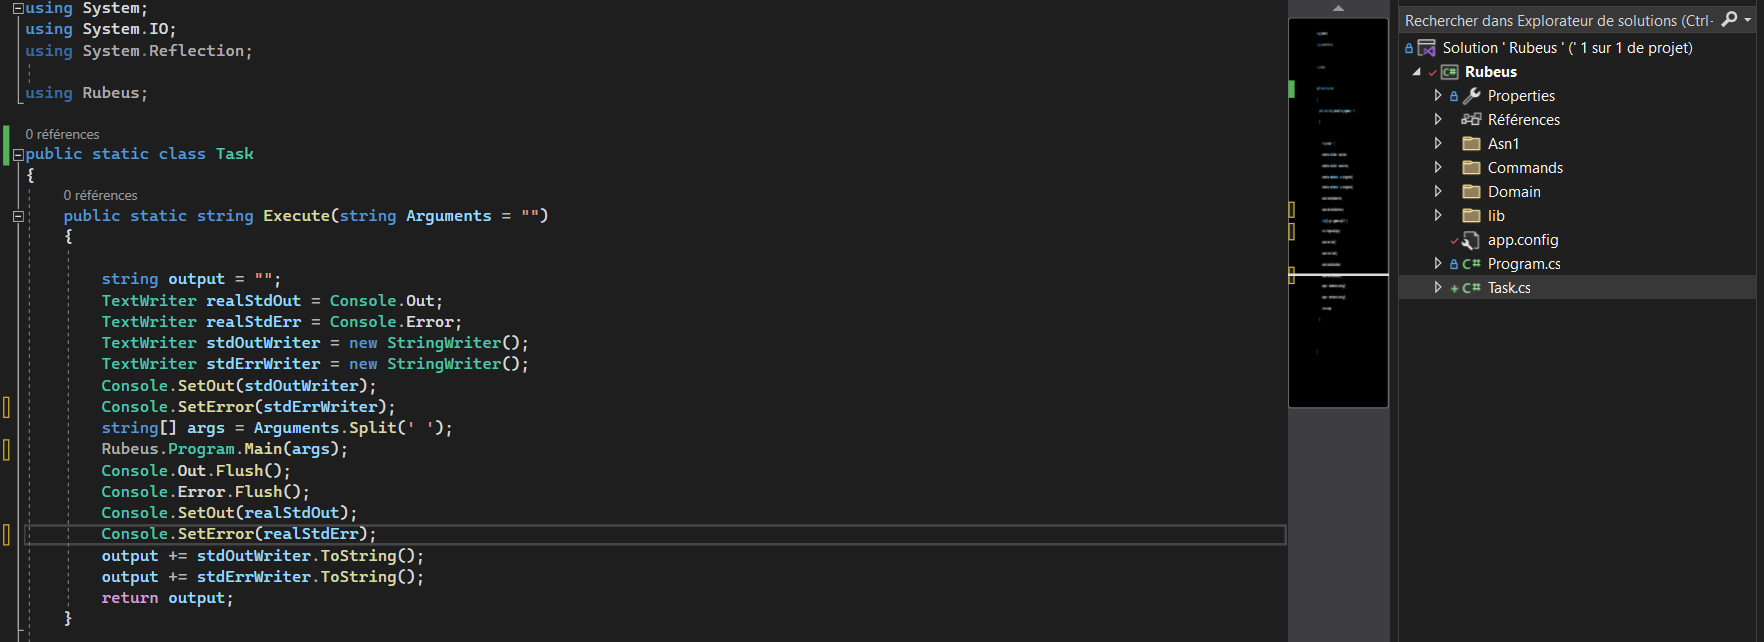 using System;
using System.IO;
using System.Reflection;
using Rubeus;
0 références
public static class Task
{
0 références
public static string Execute(string Arguments = "")
{
string output = "";
TextWriter realStdOut = Console.Out;
TextWriter realStdErr = Console.Error;
TextWriter stdOutWriter = new StringWriter();
TextWriter stdErrWriter = new StringWriter();
Console.SetOut(stdOutWriter);
Console.SetError(stdErrWriter);
string[] args = Arguments.Split(' ');
Rubeus.Program.Main(args);
Console.Out.Flush();
Console.Error.Flush();
Console.SetOut(realStdOut);
Console.SetError(realStdErr);
output += stdOutWriter.ToString();
output += stdErrWriter.ToString();
return output;
}
Rechercher dans Explorateur de solutions (Ctrl-
Solution ' Rubeus ' (' 1 sur 1 de projet)
C# Rubeus
Properties
Références
Asn1
Commands
Domain
lib
app.config
C# Program.cs
+ C# Task.cs